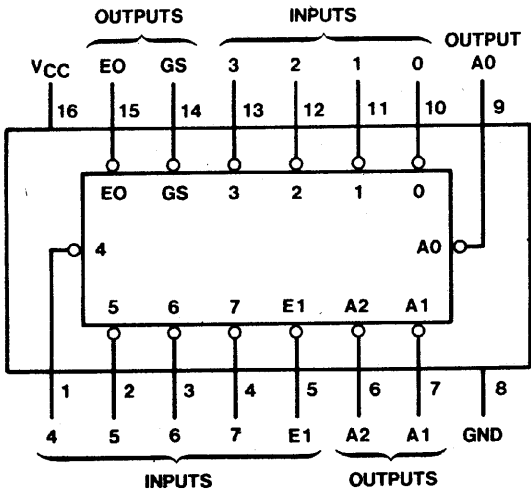 OUTPUTS INPUTS
OUTPUT
VCC EO GS 3 2 1 0 A0
16 15 14 13 12 11 10 9
EO GS 3 2 1 0
4 A0
5 6 7 E1 A2 A1
1 2 3 4 5 6 7 8
4 5 6 7 E1 A2 A1 GND
INPUTS OUTPUTS